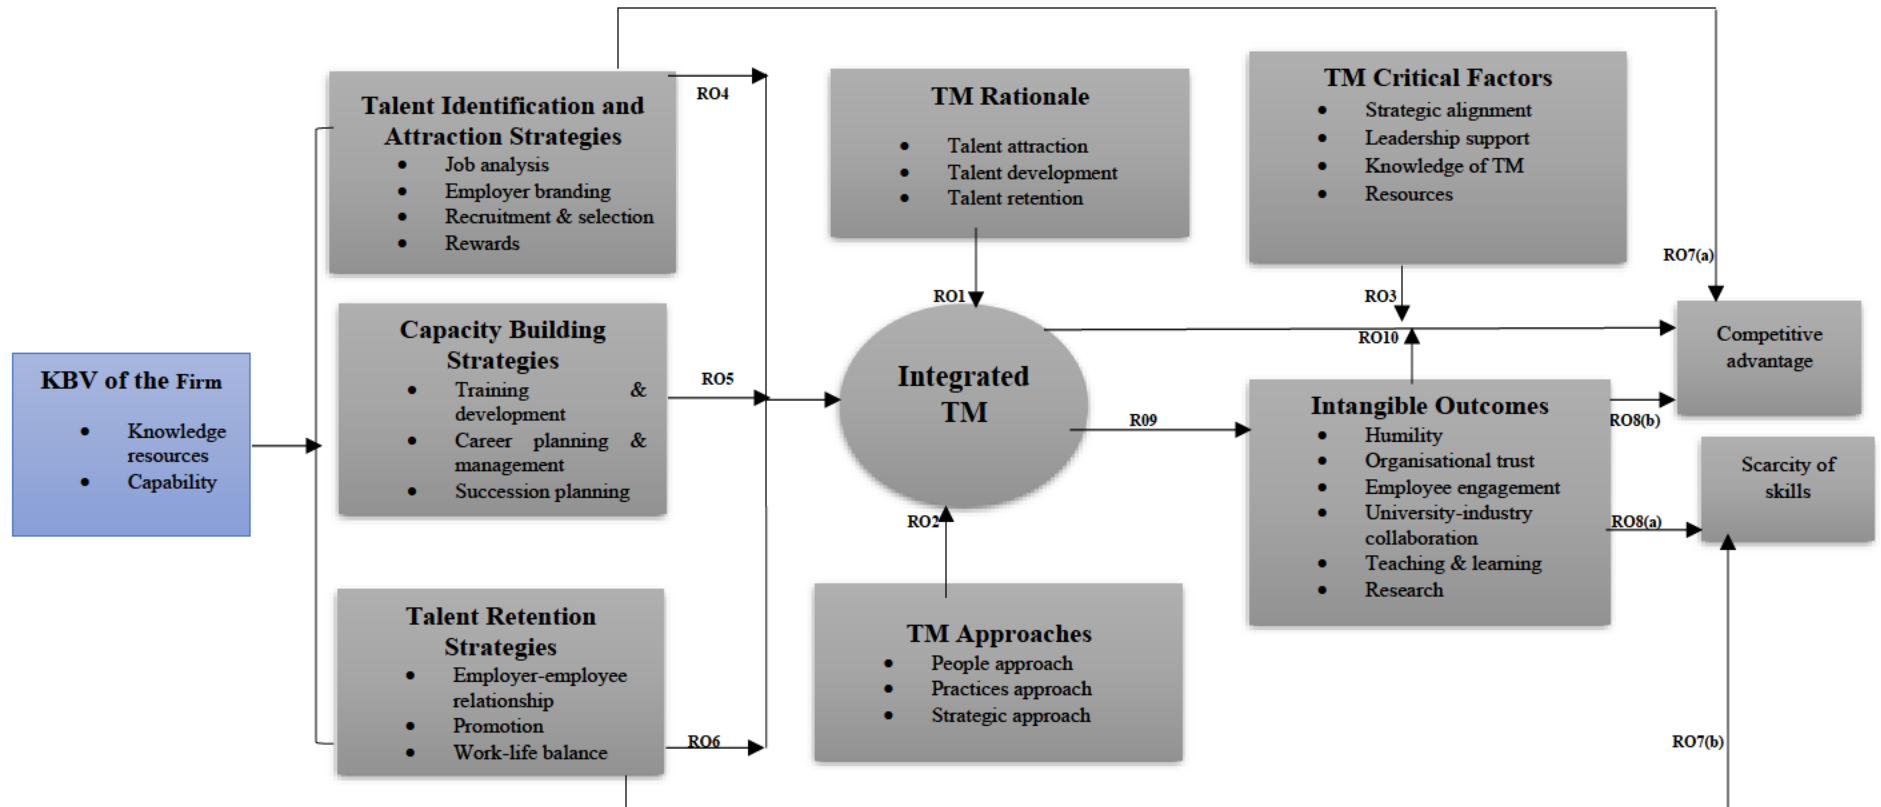 KBV of the Firm
• Knowledge
resources
• Capability
Talent Identification and
Attraction Strategies
• Job analysis
• Employer branding
• Recruitment & selection
• Rewards
Capacity Building
Strategies
• Training &
development
• Career planning &
management
• Succession planning
Talent Retention
Strategies
• Employer-employee
relationship
• Promotion
• Work-life balance
RO4
RO5
RO6
TM Rationale
• Talent attraction
• Talent development
• Talent retention
RO1
Integrated
TM
RO2
TM Approaches
• People approach
• Practices approach
• Strategic approach
R09
TM Critical Factors
• Strategic alignment
• Leadership support
• Knowledge of TM
• Resources
RO3
RO10
Intangible Outcomes
• Humility
• Organisational trust
• Employee engagement
• University-industry
collaboration
• Teaching & learning
• Research
RO7(a)
Competitive
advantage
RO8(b)
Scarcity of
skills
RO8(a)
RO7(b)